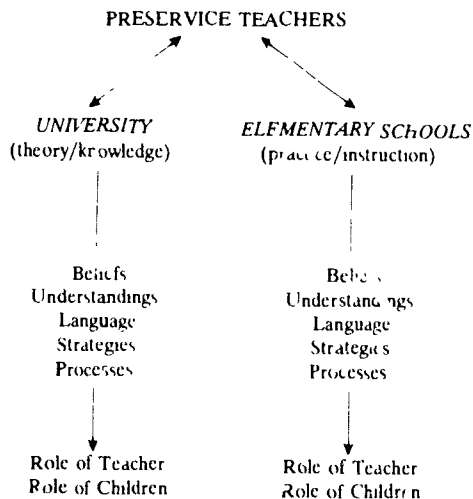 PRESERVICE TEACHERS
UNIVERSITY
(theory/knowledge)
Beliefs
Understandings
Language
Strategies
Processes
Role of Teacher
Role of Children
ELEMENTARY SCHOOLS
(practice/instruction)
Beliefs
Understandings
Language
Strategies
Processes
Role of Teacher
Role of Children